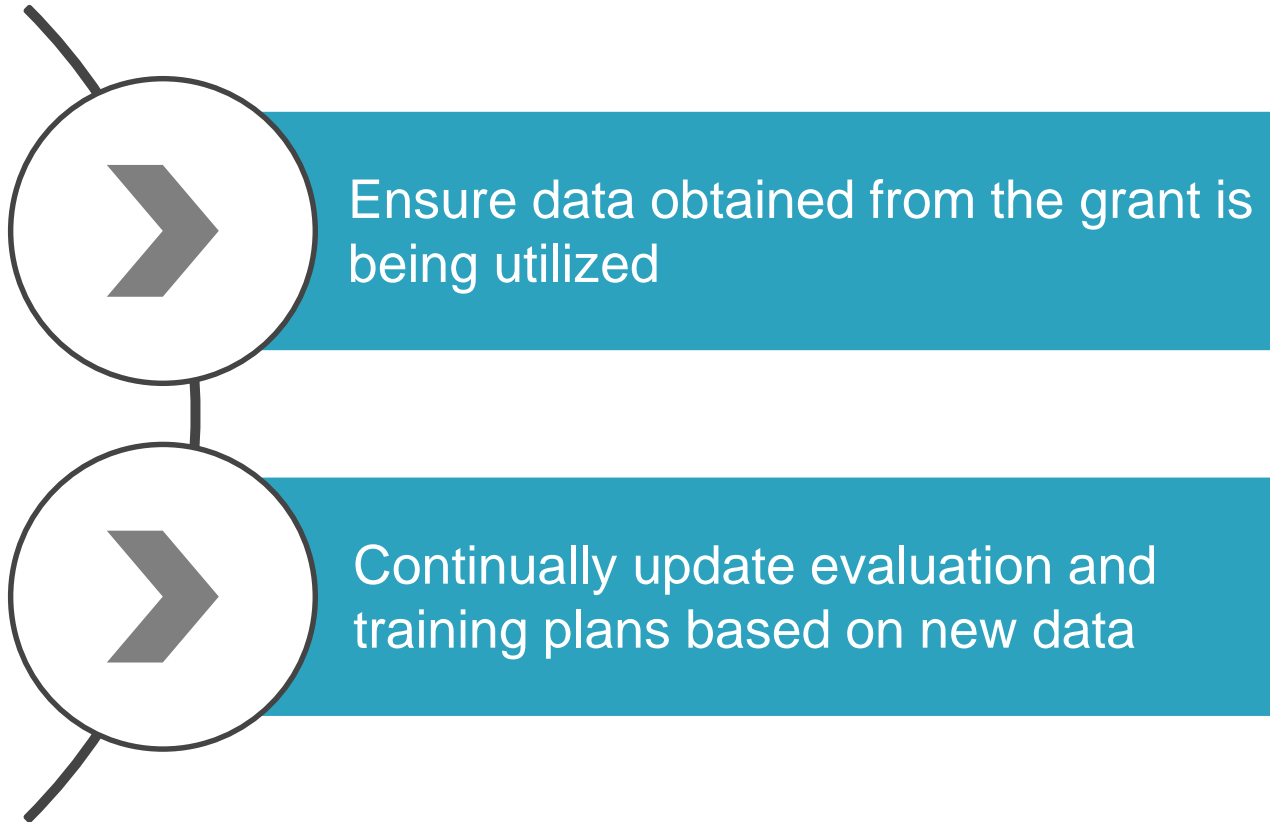 Ensure data obtained from the grant is
being utilized
Continually update evaluation and
training plans based on new data